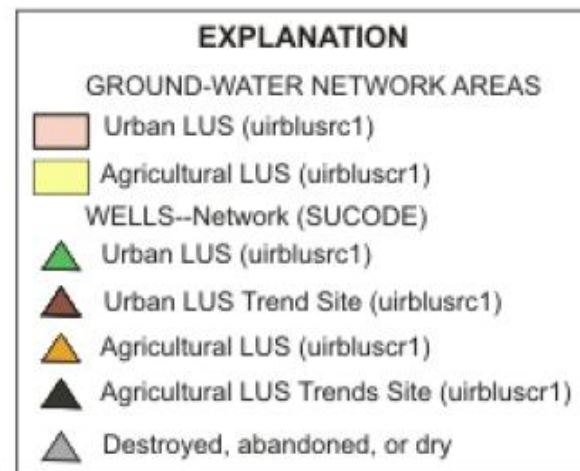 EXPLANATION
GROUND-WATER NETWORK AREAS
Urban LUS (uirblusrc1)
Agricultural LUS (uirbluscr1)
WELLS--Network (SUCODE)
Urban LUS (uirblusrc1)
Urban LUS Trend Site (uirblusrc1)
Agricultural LUS (uirbluscr1)
Agricultural LUS Trends Site (uirbluscr1)
Destroyed, abandoned, or dry